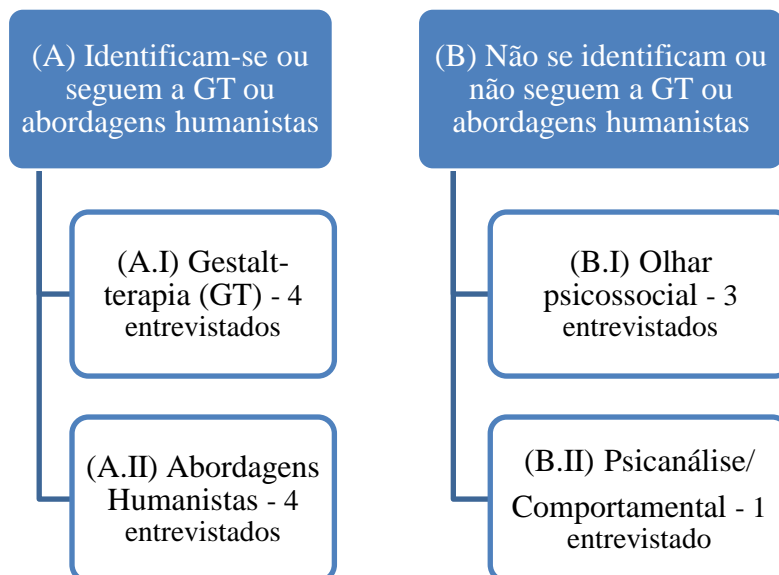 (A) Identificam-se ou
seguem a GT ou
abordagens humanistas
(A.I) Gestalt-
terapia (GT) - 4
entrevistados
(A.II) Abordagens
Humanistas - 4
entrevistados
(B) Não se identificam ou
não seguem a GT ou
abordagens humanistas
(B.I) Olhar
psicossocial - 3
entrevistados
(B.II) Psicanálise/
Comportamental - 1
entrevistado